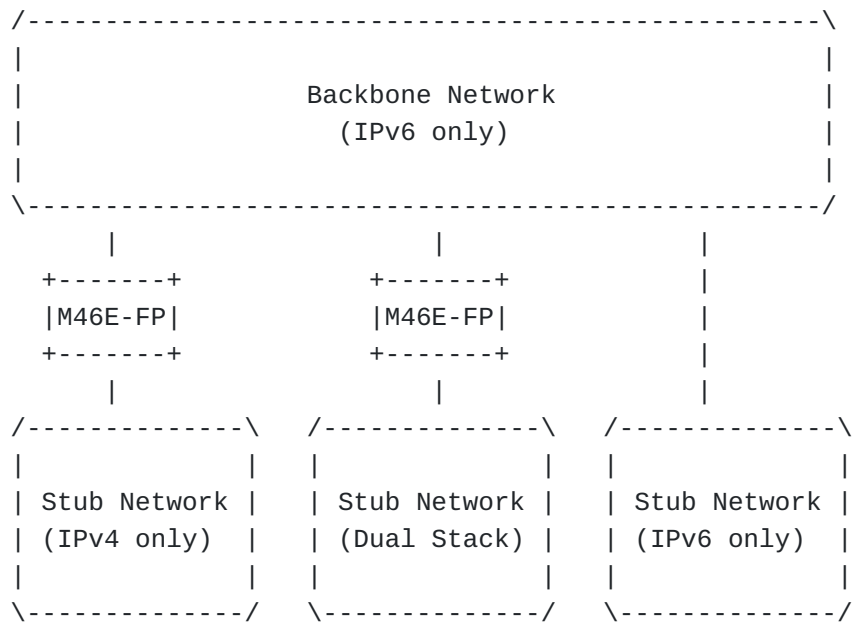 Backbone Network
(IPv6 only)
M46E-FP M46E-FP
Stub Network Stub Network Stub Network
(IPv4 only) (Dual Stack) (IPv6 only)